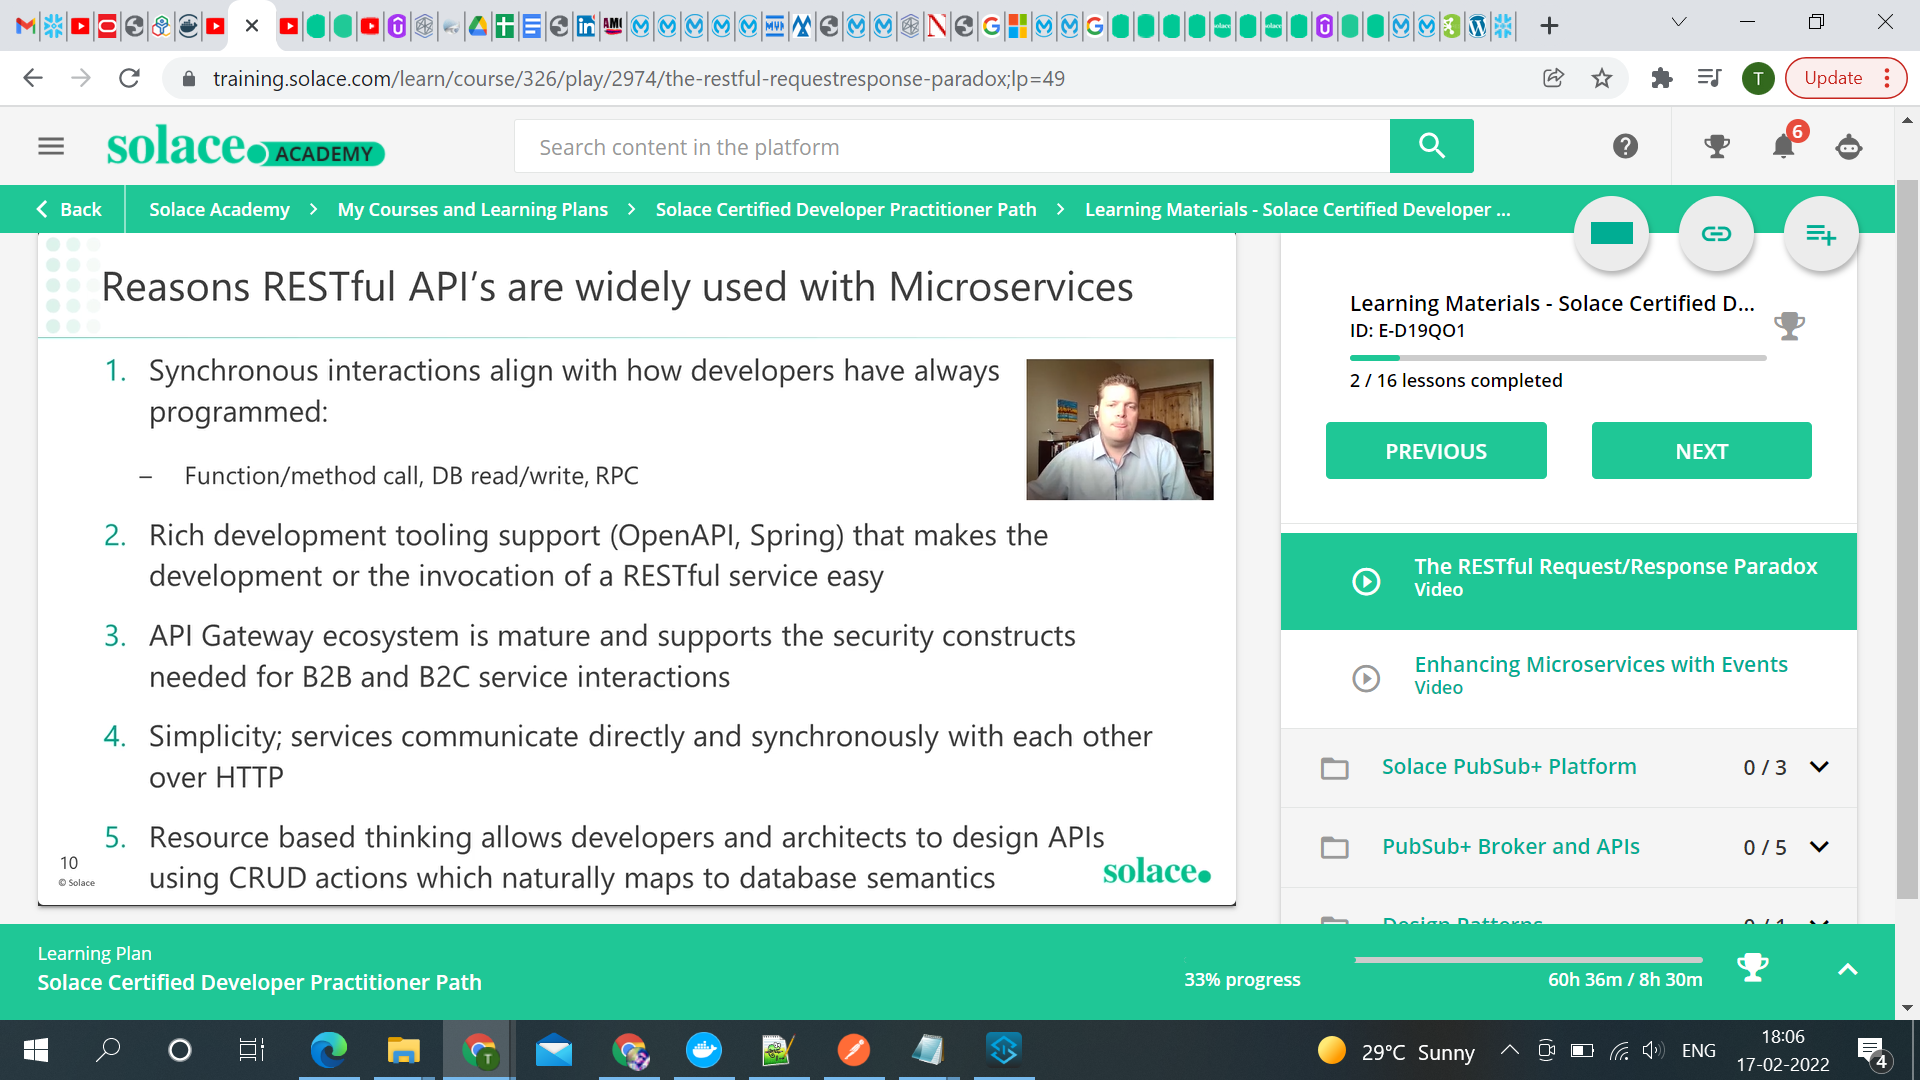 training.solace.com/learn/course/326/play/2974/the-restful-requestresponse-paradox;lp=49
T
Update
solace.
ACADEMY
Search content in the platform
6
Back
Solace Academy
My Courses and Learning Plans
Solace Certified Developer Practitioner Path
Learning Materials - Solace Certified Developer ...
Reasons RESTful API’s are widely used with Microservices
1. Synchronous interactions align with how developers have always
programmed:
– Function/method call, DB read/write, RPC
2. Rich development tooling support (OpenAPI, Spring) that makes the
development or the invocation of a RESTful service easy
3. API Gateway ecosystem is mature and supports the security constructs
needed for B2B and B2C service interactions
4. Simplicity; services communicate directly and synchronously with each other
over HTTP
5. Resource based thinking allows developers and architects to design APIs
using CRUD actions which naturally maps to database semantics
10
© Solace
solace.
Learning Materials - Solace Certified D...
ID: E-D19QO1
2 / 16 lessons completed
PREVIOUS
NEXT
The RESTful Request/Response Paradox
Video
Enhancing Microservices with Events
Video
Solace PubSub+ Platform
0 / 3
PubSub+ Broker and APIs
0 / 5
Design Patterns
0 / 1
Learning Plan
Solace Certified Developer Practitioner Path
33% progress
60h 36m / 8h 30m
29°C Sunny
ENG
18:06
17-02-2022
4